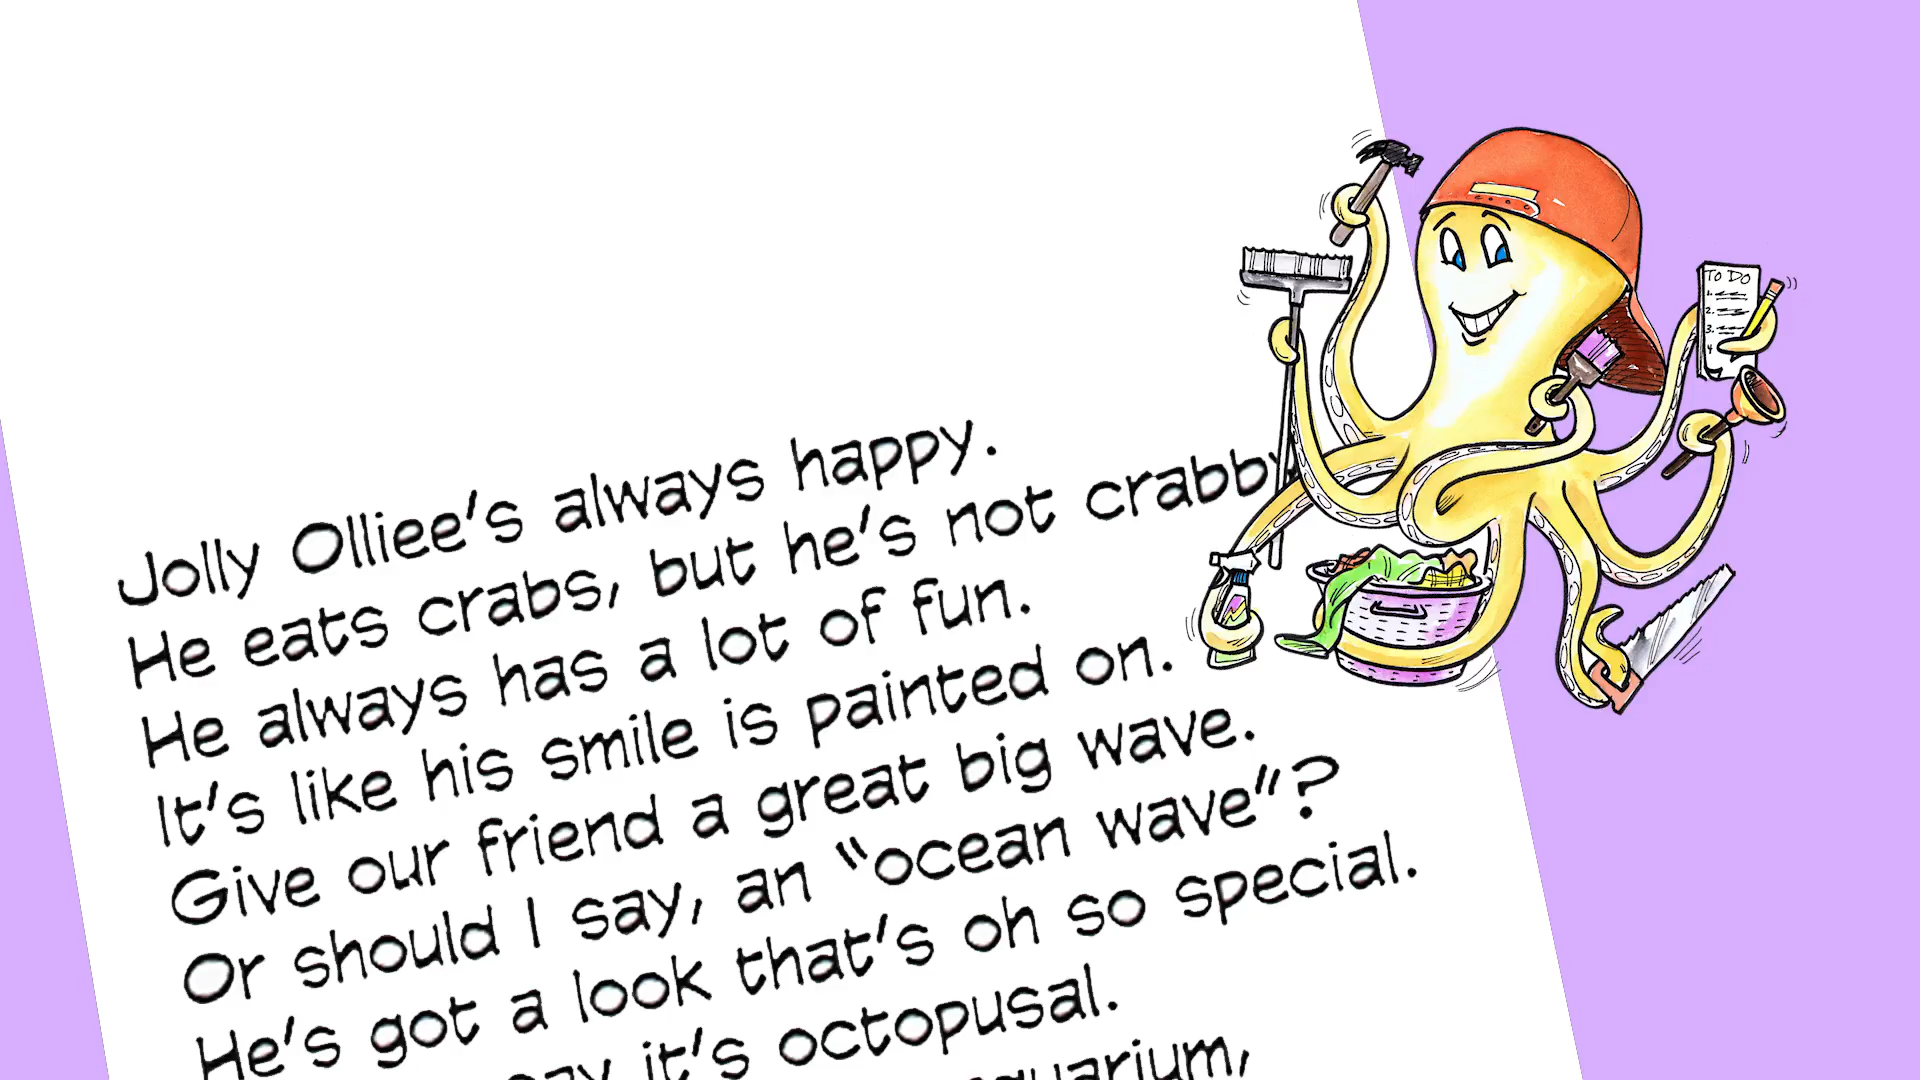 Jolly Olliee's always happy.
He eats crabs, but he's not crabby
He always has a lot of fun.
It's like his smile is painted on.
Give our friend a great big wave.
Or should I say, an "ocean wave"?
He's got a look that's oh so special.
it's octopusal.
TO DO
1.
2.
3.
4